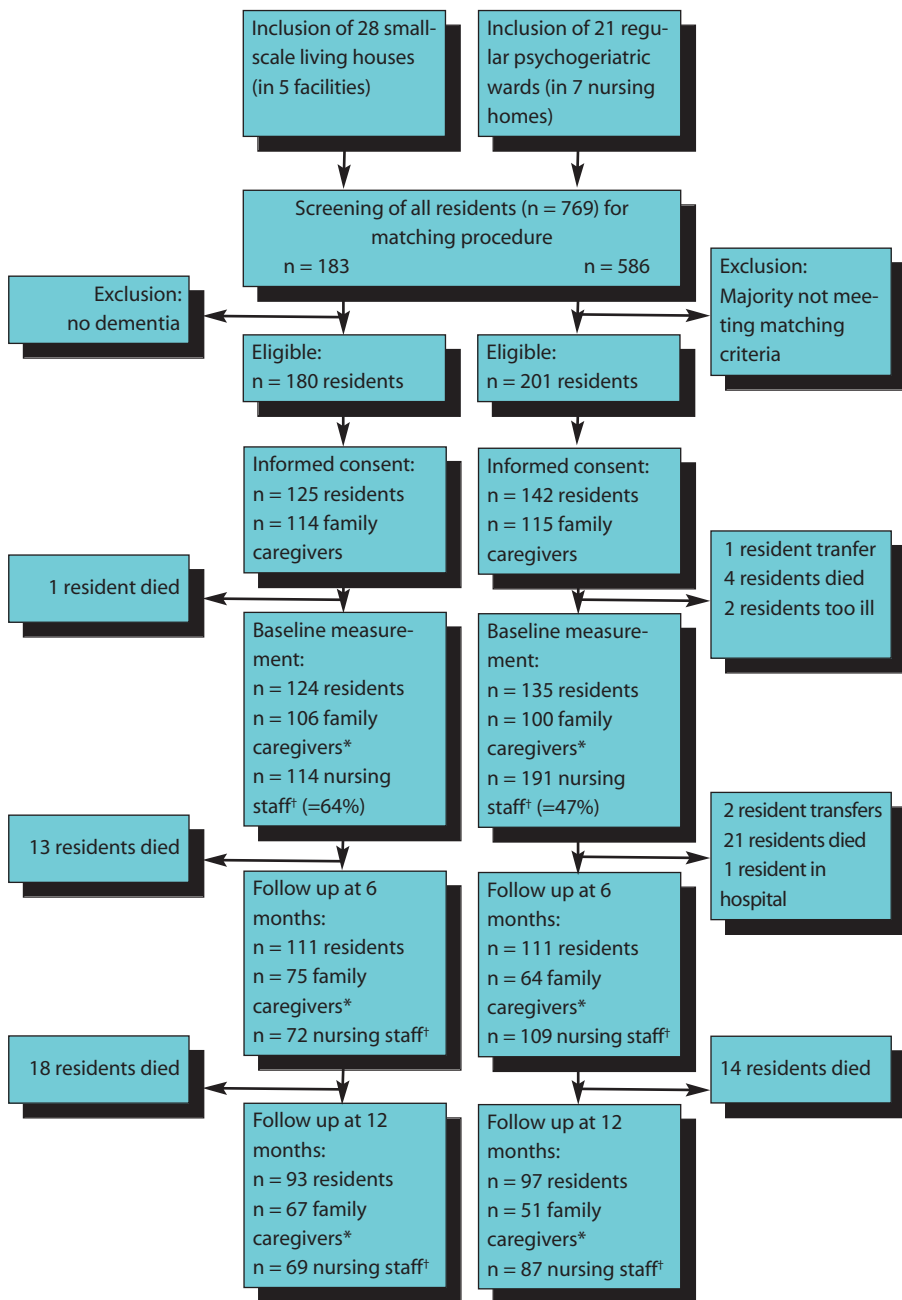 Inclusion of 28 small-
scale living houses
(in 5 facilities)
Inclusion of 21 regu-
lar psychogeriatric
wards (in 7 nursing
homes)
Screening of all residents (n = 769) for
matching procedure
n = 183
n = 586
Exclusion:
no dementia
Exclusion:
Majority not mee-
ting matching
criteria
Eligible:
n = 180 residents
Eligible:
n = 201 residents
Informed consent:
n = 125 residents
n = 114 family
caregivers
Informed consent:
n = 142 residents
n = 115 family
caregivers
1 resident died
1 resident tranfer
4 residents died
2 residents too ill
Baseline measure-
ment:
n = 124 residents
n = 106 family
caregivers*
n = 114 nursing
staff† (=64%)
Baseline measure-
ment:
n = 135 residents
n = 100 family
caregivers*
n = 191 nursing
staff† (=47%)
13 residents died
2 resident transfers
21 residents died
1 resident in
hospital
Follow up at 6
months:
n = 111 residents
n = 75 family
caregivers*
n = 72 nursing staff†
Follow up at 6
months:
n = 111 residents
n = 64 family
caregivers*
n = 109 nursing staff†
18 residents died
14 residents died
Follow up at 12
months:
n = 93 residents
n = 67 family
caregivers*
n = 69 nursing staff†
Follow up at 12
months:
n = 97 residents
n = 51 family
caregivers*
n = 87 nursing staff†